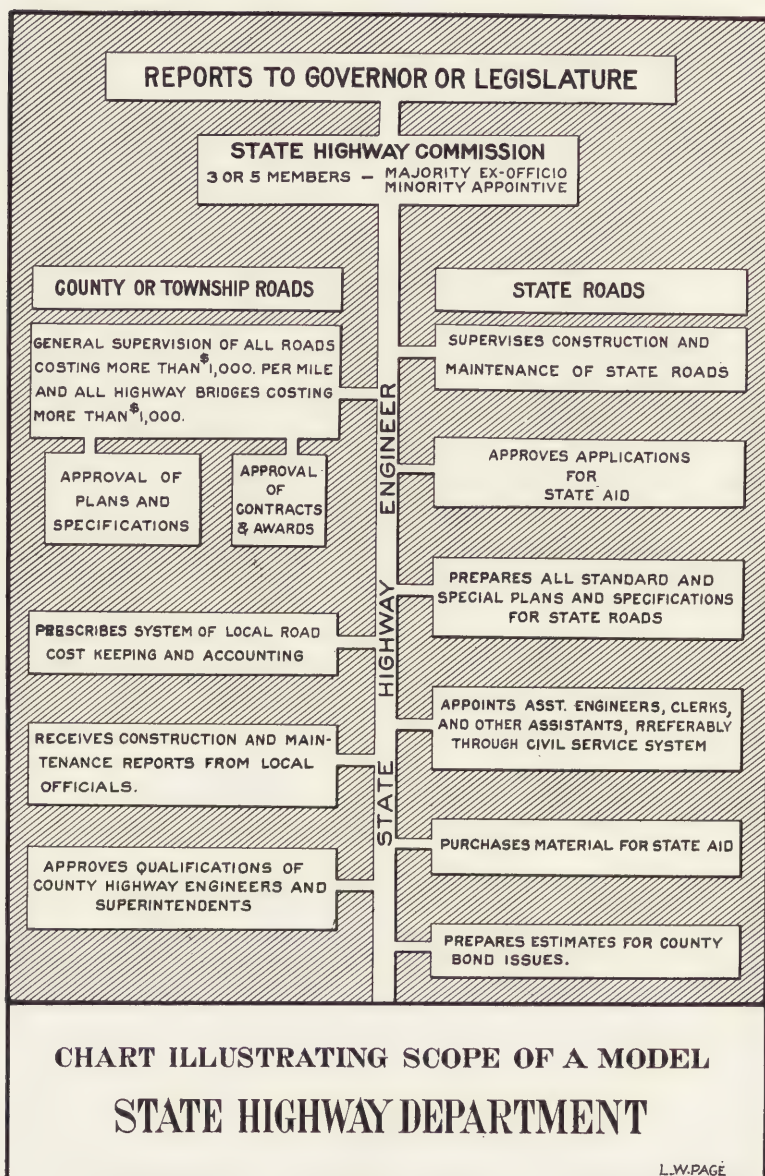 REPORTS TO GOVERNOR OR LEGISLATURE
STATE HIGHWAY COMMISSION
3 OR 5 MEMBERS – MAJORITY EX-OFFICIO
MINORITY APPOINTIVE
STATE HIGHWAY ENGINEER
COUNTY OR TOWNSHIP ROADS
GENERAL SUPERVISION OF ALL ROADS
COSTING MORE THAN $1,000. PER MILE
AND ALL HIGHWAY BRIDGES COSTING
MORE THAN $1,000.
APPROVAL OF
PLANS AND
SPECIFICATIONS
APPROVAL
OF
CONTRACTS
& AWARDS
PRESCRIBES SYSTEM OF LOCAL ROAD
COST KEEPING AND ACCOUNTING
RECEIVES CONSTRUCTION AND MAIN-
TENANCE REPORTS FROM LOCAL
OFFICIALS.
APPROVES QUALIFICATIONS OF
COUNTY HIGHWAY ENGINEERS AND
SUPERINTENDENTS
STATE ROADS
SUPERVISES CONSTRUCTION AND
MAINTENANCE OF STATE ROADS
APPROVES APPLICATIONS
FOR
STATE AID
PREPARES ALL STANDARD AND
SPECIAL PLANS AND SPECIFICATIONS
FOR STATE ROADS
APPOINTS ASST. ENGINEERS, CLERKS,
AND OTHER ASSISTANTS, RREFERABLY
THROUGH CIVIL SERVICE SYSTEM
PURCHASES MATERIAL FOR STATE AID
PREPARES ESTIMATES FOR COUNTY
BOND ISSUES.
CHART ILLUSTRATING SCOPE OF A MODEL
STATE HIGHWAY DEPARTMENT
L.W.PAGE